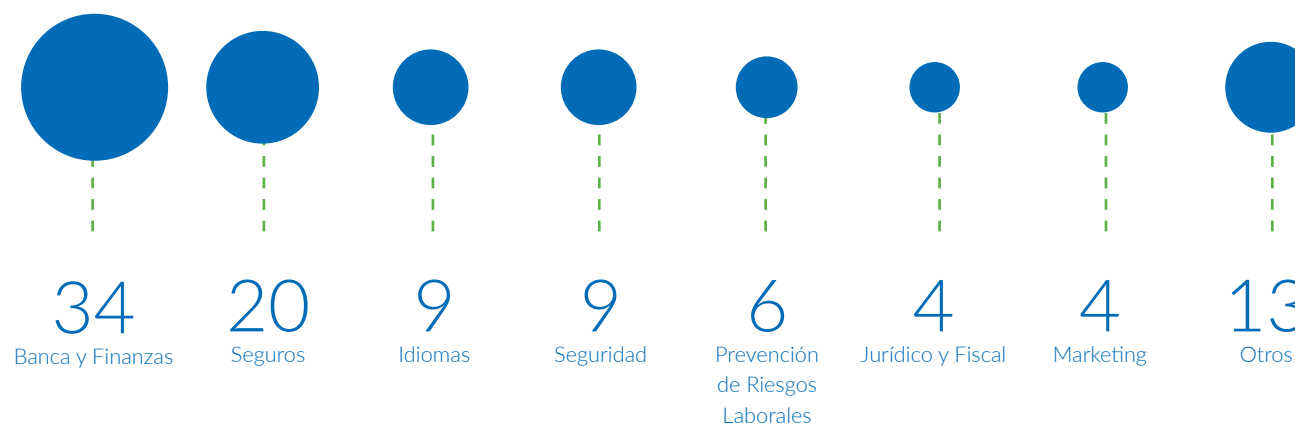 34 20 9 9 6 4 4 13
Banca y Finanzas Seguros Idiomas Seguridad Prevención Jurídico y Fiscal Marketing Otros
de Riesgos
Laborales